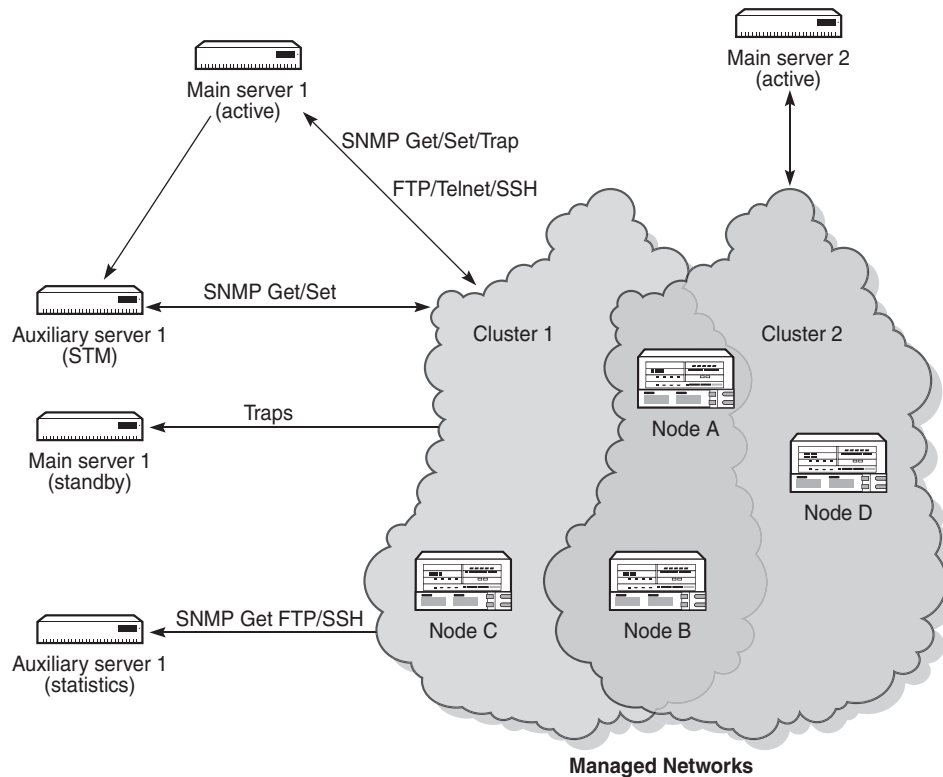 Main server 1
(active)
Main server 2
(active)
SNMP Get/Set/Trap
FTP/Telnet/SSH
SNMP Get/Set
Auxiliary server 1
(STM)
Cluster 1
Cluster 2
Traps
Main server 1
(standby)
Node A
Node D
SNMP Get FTP/SSH
Auxiliary server 1
(statistics)
Node C
Node B
Managed Networks